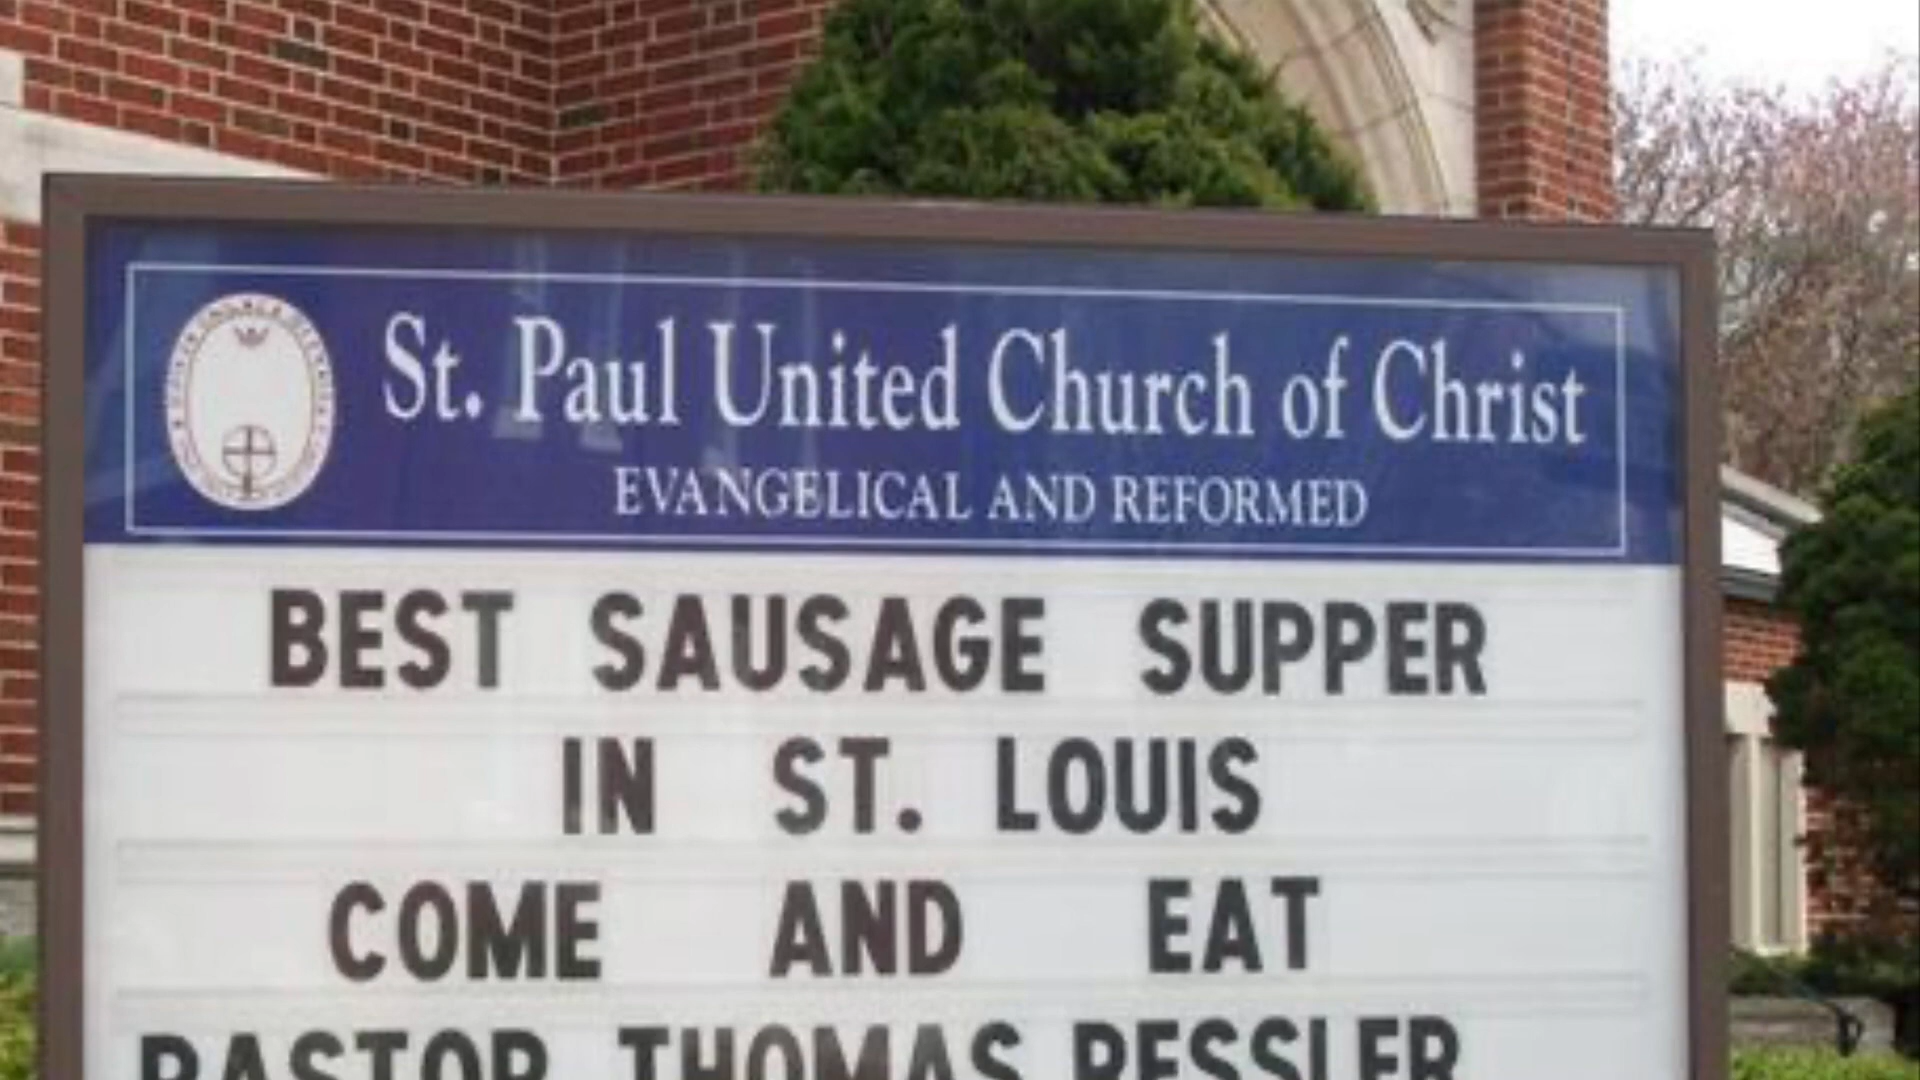 St. Paul United Church of Christ
EVANGELICAL AND REFORMED
BEST SAUSAGE SUPPER
IN ST. LOUIS
COME AND EAT
PASTOR THOMAS